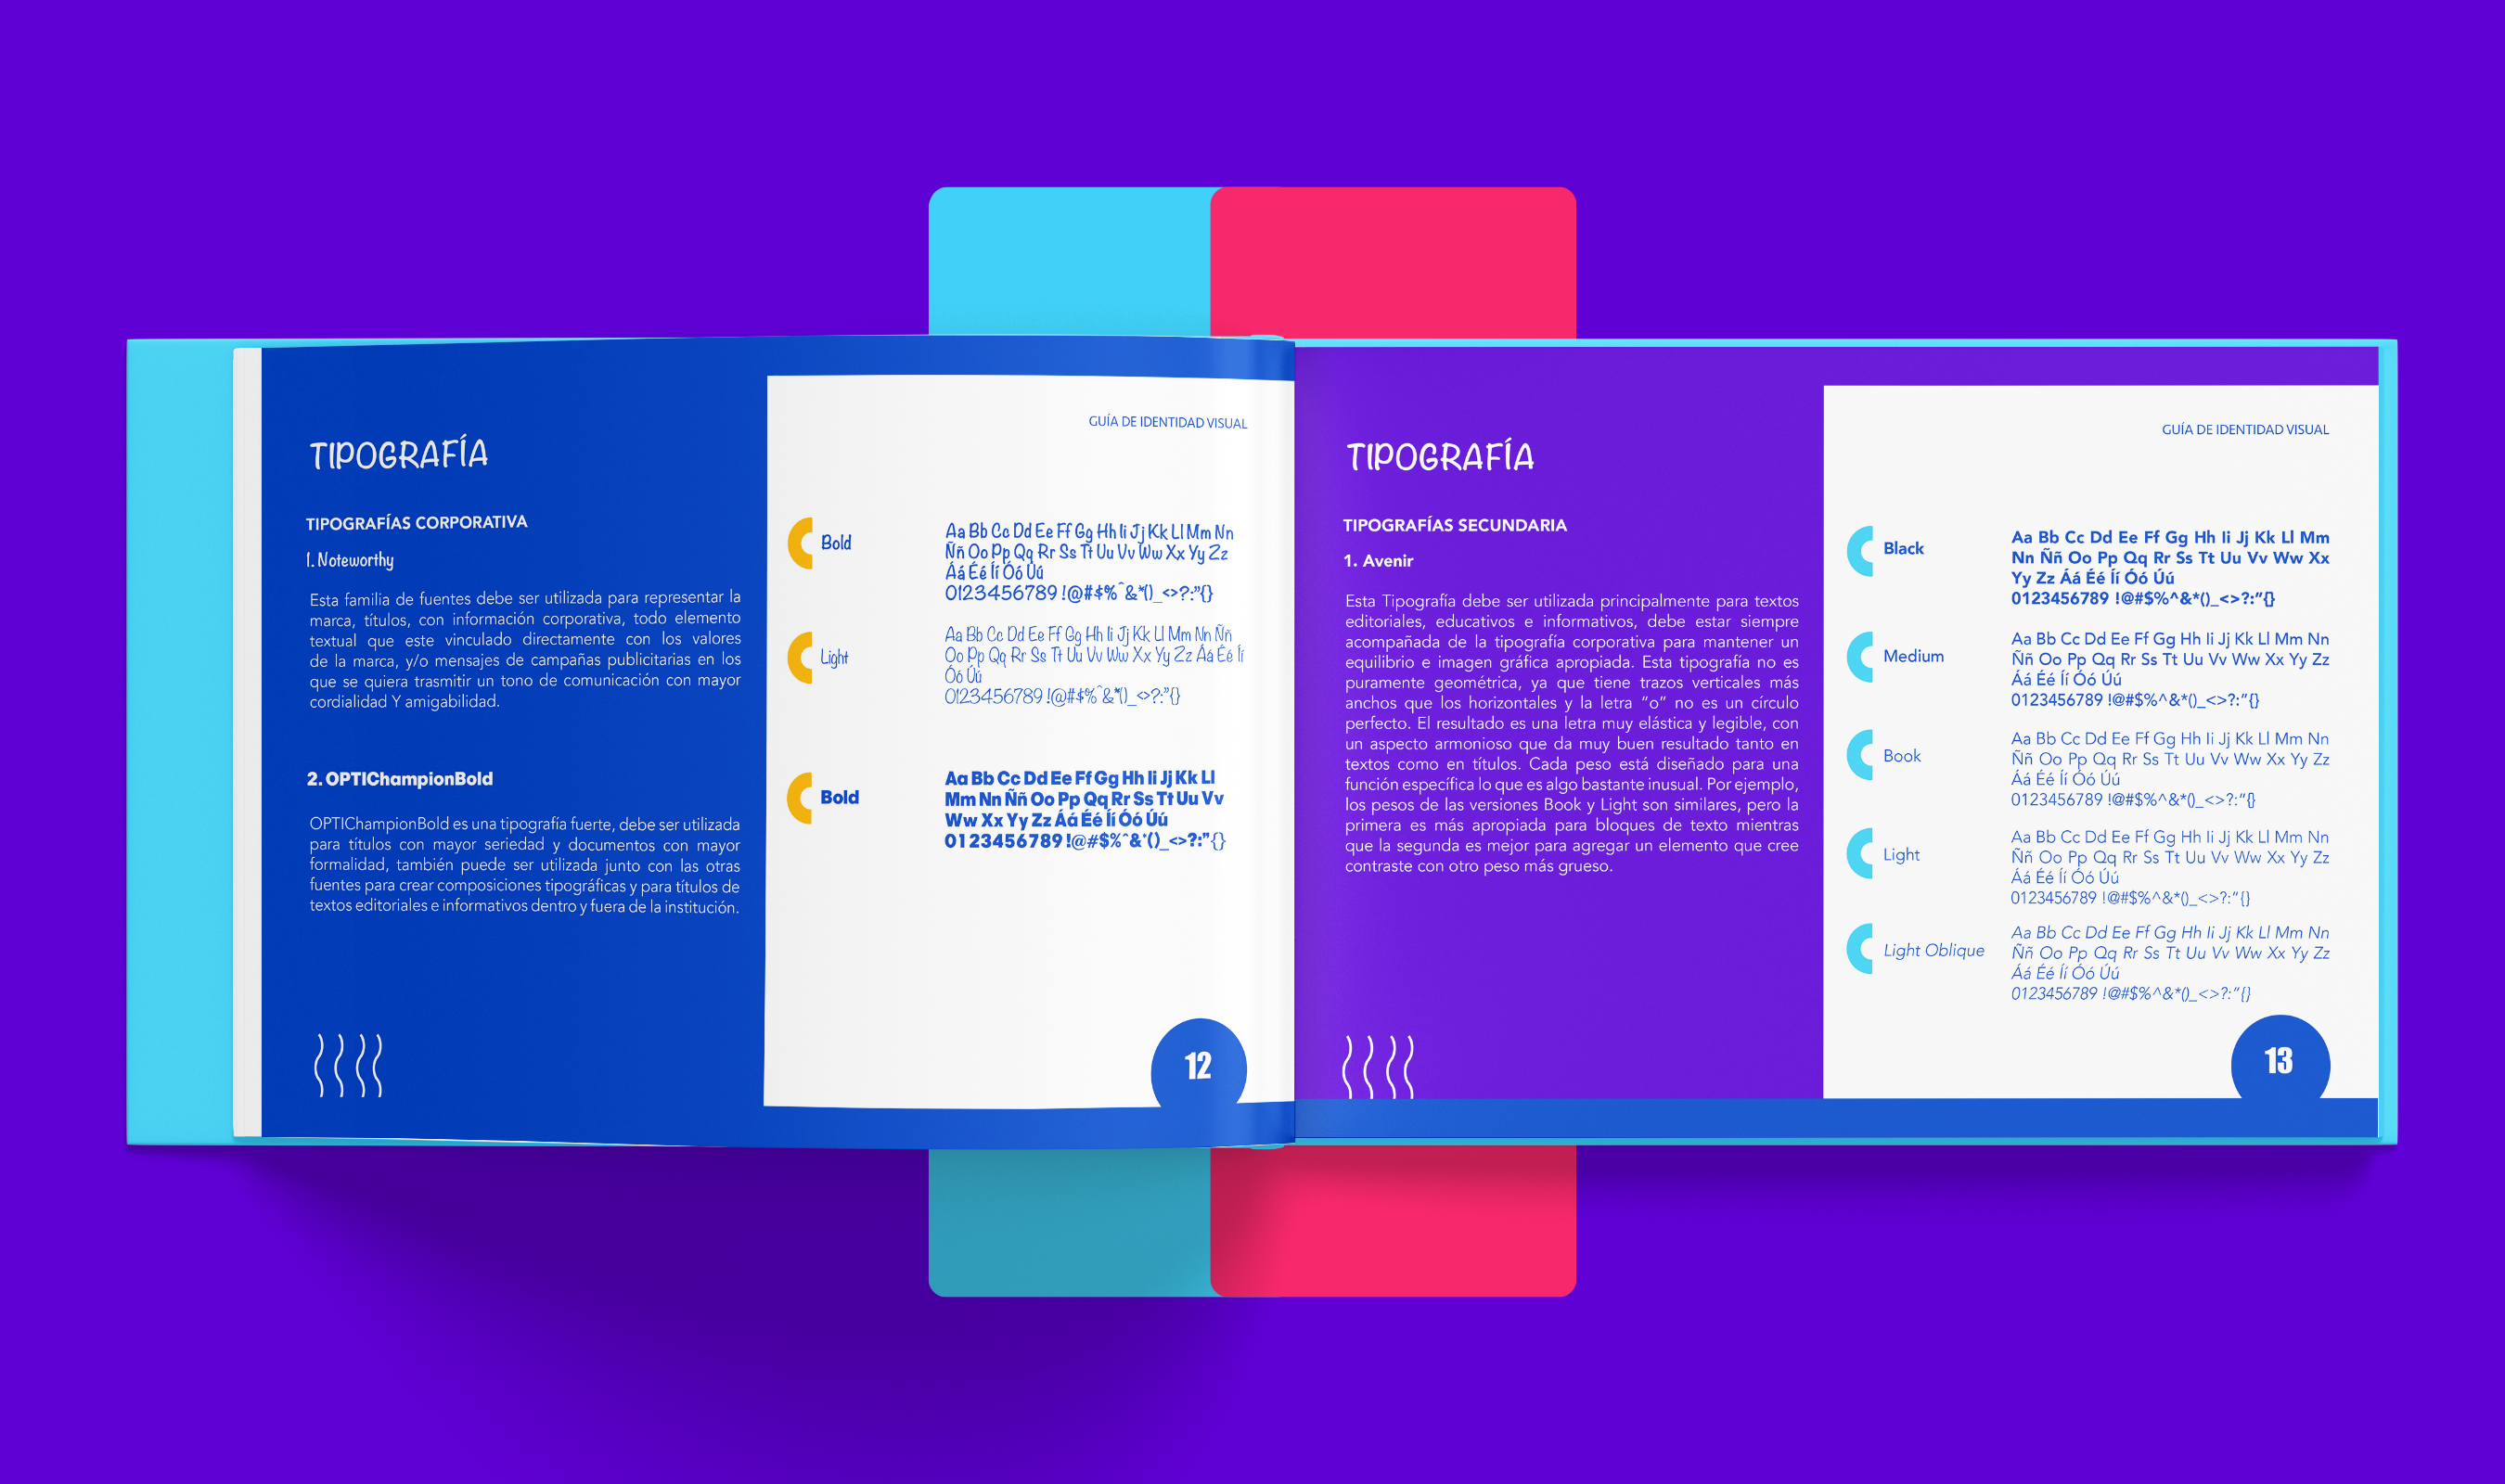 TIPOGRAFÍA
TIPOGRAFÍAS CORPORATIVA
1. Noteworthy
Esta familia de fuentes debe ser utilizada para representar la
marca, títulos, con información corporativa, todo elemento
textual que este vinculado directamente con los valores
de la marca, y/o mensajes de campañas publicitarias en los
que se quiera trasmitir un tono de comunicación con mayor
cordialidad Y amigabilidad.
2. OPTIChampionBold
OPTIChampionBold es una tipografía fuerte, debe ser utilizada
para títulos con mayor seriedad y documentos con mayor
formalidad, también puede ser utilizada junto con las otras
fuentes para crear composiciones tipográficas y para títulos de
textos editoriales e informativos dentro y fuera de la institución.
GUÍA DE IDENTIDAD VISUAL
Bold
Aa Bb Cc Dd Ee Ff Gg Hh Ii Jj Kk Ll Mm Nn
Ññ Oo Pp Qq Rr Ss Tt Uu Vv Ww Xx Yy Zz
Áá Éé Íí Óó Úú
0123456789 !@#$%^&*()_<>?:"{}
Light
Aa Bb Cc Dd Ee Ff Gg Hh Ii Jj Kk Ll Mm Nn Ññ
Oo Pp Qq Rr Ss Tt Uu Vv Ww Xx Yy Zz Áá Éé Íí
Óó Úú
0123456789 !@#$%^&*()_<>?:"{}
Bold
Aa Bb Cc Dd Ee Ff Gg Hh Ii Jj Kk Ll
Mm Nn Ññ Oo Pp Qq Rr Ss Tt Uu Vv
Ww Xx Yy Zz Áá Éé Íí Óó Úú
0123456789 !@#$%^&*()_<>?:"{}
12
TIPOGRAFÍA
TIPOGRAFÍAS SECUNDARIA
1. Avenir
Esta Tipografía debe ser utilizada principalmente para textos
editoriales, educativos e informativos, debe estar siempre
acompañada de la tipografía corporativa para mantener un
equilibrio e imagen gráfica apropiada. Esta tipografía no es
puramente geométrica, ya que tiene trazos verticales más
anchos que los horizontales y la letra “o” no es un círculo
perfecto. El resultado es una letra muy elástica y legible, con
un aspecto armonioso que da muy buen resultado tanto en
textos como en títulos. Cada peso está diseñado para una
función específica lo que es algo bastante inusual. Por ejemplo,
los pesos de las versiones Book y Light son similares, pero la
primera es más apropiada para bloques de texto mientras
que la segunda es mejor para agregar un elemento que cree
contraste con otro peso más grueso.
GUÍA DE IDENTIDAD VISUAL
Black
Aa Bb Cc Dd Ee Ff Gg Hh Ii Jj Kk Ll Mm
Nn Ññ Oo Pp Qq Rr Ss Tt Uu Vv Ww Xx
Yy Zz Áá Éé Íí Óó Úú
0123456789 !@#$%^&*()_<>?:"{}
Medium
Aa Bb Cc Dd Ee Ff Gg Hh Ii Jj Kk Ll Mm Nn
Ññ Oo Pp Qq Rr Ss Tt Uu Vv Ww Xx Yy Zz
Áá Éé Íí Óó Úú
0123456789 !@#$%^&*()_<>?:"{}
Book
Aa Bb Cc Dd Ee Ff Gg Hh Ii Jj Kk Ll Mm Nn
Ññ Oo Pp Qq Rr Ss Tt Uu Vv Ww Xx Yy Zz
Áá Éé Íí Óó Úú
0123456789 !@#$%^&*()_<>?:"{}
Light
Aa Bb Cc Dd Ee Ff Gg Hh Ii Jj Kk Ll Mm Nn
Ññ Oo Pp Qq Rr Ss Tt Uu Vv Ww Xx Yy Zz
Áá Éé Íí Óó Úú
0123456789 !@#$%^&*()_<>?:"{}
Light Oblique
Aa Bb Cc Dd Ee Ff Gg Hh Ii Jj Kk Ll Mm Nn
Ññ Oo Pp Qq Rr Ss Tt Uu Vv Ww Xx Yy Zz
Áá Éé Íí Óó Úú
0123456789 !@#$%^&*()_<>?:"{}
13